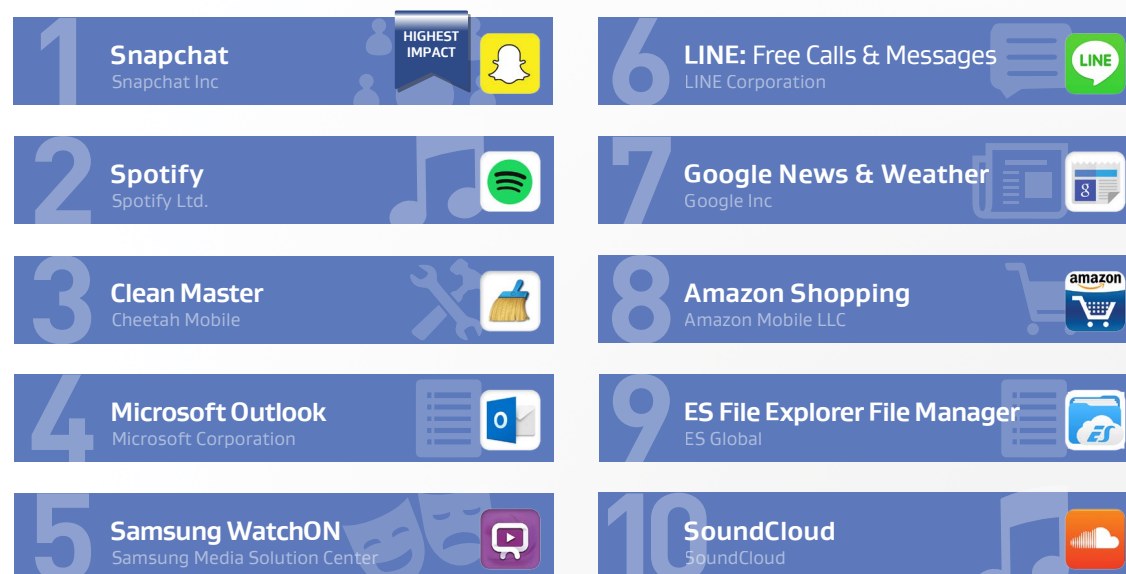 1
Snapchat
Snapchat Inc
HIGHEST
IMPACT
2
Spotify
Spotify Ltd.
3
Clean Master
Cheetah Mobile
4
Microsoft Outlook
Microsoft Corporation
O
5
Samsung WatchON
Samsung Media Solution Center
6
LINE: Free Calls & Messages
LINE Corporation
LINE
7
Google News & Weather
Google Inc
8
8
Amazon Shopping
Amazon Mobile LLC
amazon
9
ES File Explorer File Manager
ES Global
ES
10
SoundCloud
SoundCloud